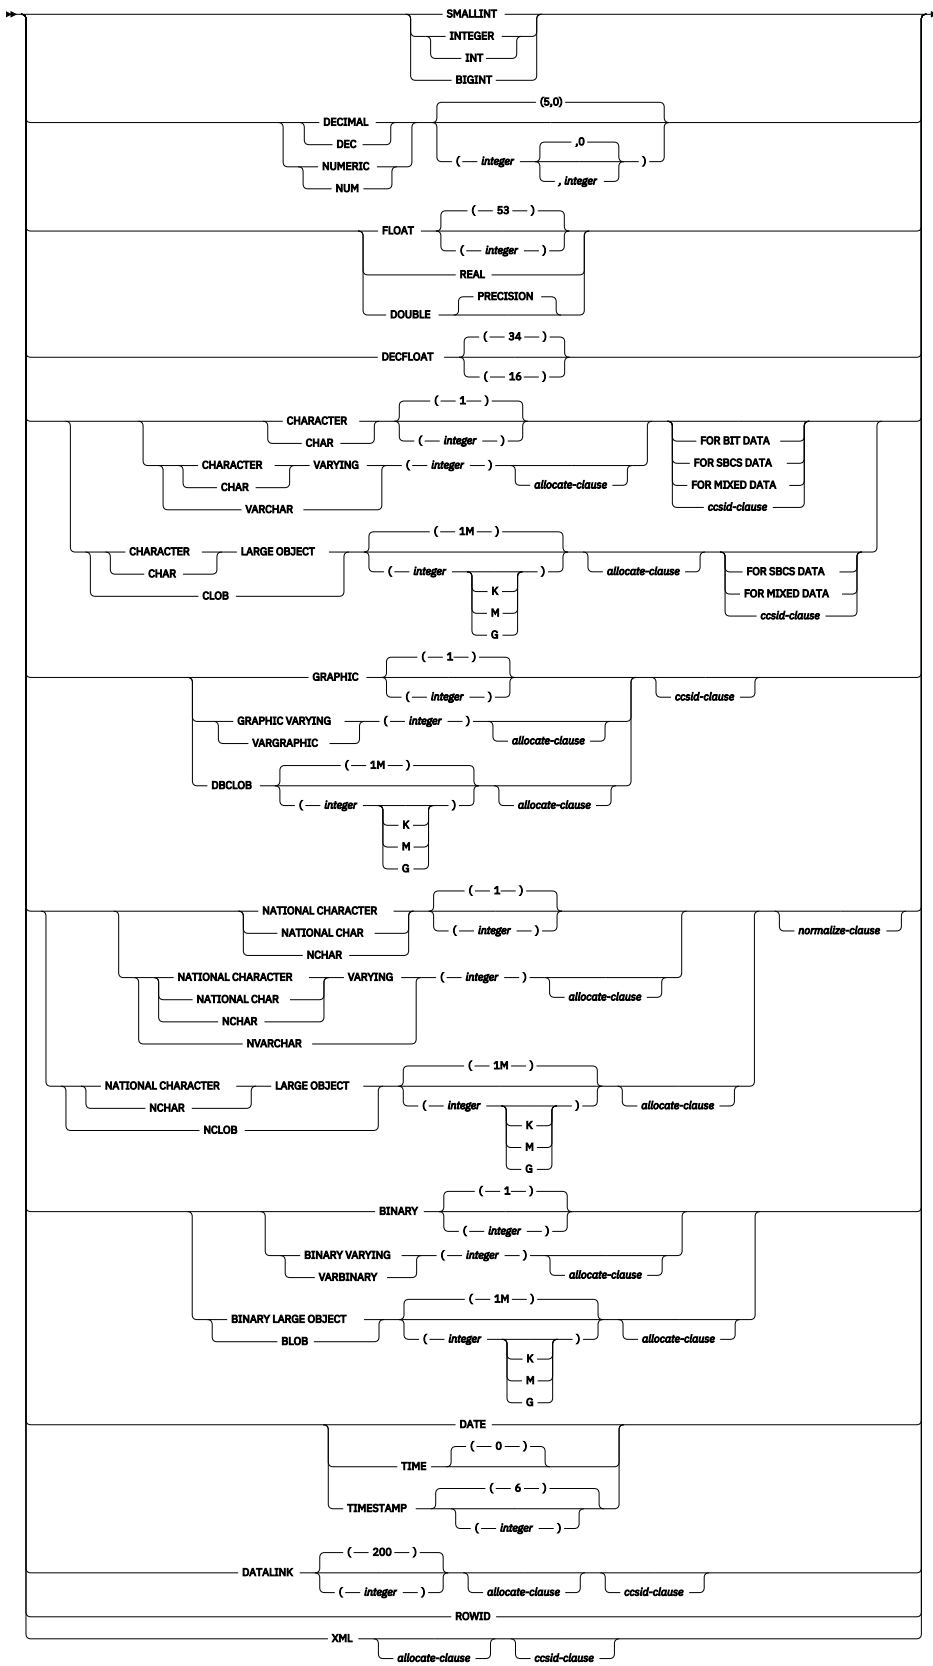 SMALLINT
INTEGER
INT
BIGINT
(5,0)
DECIMAL
DEC
,0
NUMERIC
( integer )
NUM
, integer
( 53 )
FLOAT
( integer )
REAL
PRECISION
DOUBLE
( 34 )
DECFLOAT
( 16 )
( 1 )
CHARACTER
CHAR
( integer )
FOR BIT DATA
CHARACTER VARYING ( integer )
FOR SBCS DATA
CHAR
allocate-clause
FOR MIXED DATA
VARCHAR
ccsid-clause
( 1M )
CHARACTER LARGE OBJECT
CHAR
( integer )
allocate-clause
FOR SBCS DATA
CLOB
K
FOR MIXED DATA
M
ccsid-clause
G
( 1 )
GRAPHIC
( integer )
ccsid-clause
GRAPHIC VARYING ( integer )
VARGRAPHIC
allocate-clause
( 1M )
DBCLOB
( integer )
allocate-clause
K
M
G
( 1 )
NATIONAL CHARACTER
NATIONAL CHAR
( integer )
normalize-clause
NCHAR
NATIONAL CHARACTER VARYING ( integer )
NATIONAL CHAR
allocate-clause
NCHAR
NVARCHAR
( 1M )
NATIONAL CHARACTER LARGE OBJECT
NCHAR
( integer )
allocate-clause
NCLOB
K
M
G
( 1 )
BINARY
( integer )
BINARY VARYING ( integer )
VARBINARY
allocate-clause
( 1M )
BINARY LARGE OBJECT
BLOB
( integer )
allocate-clause
K
M
G
DATE
( 0 )
TIME
( 6 )
TIMESTAMP
( integer )
( 200 )
DATALINK
( integer )
allocate-clause
ccsid-clause
ROWID
XML
allocate-clause
ccsid-clause